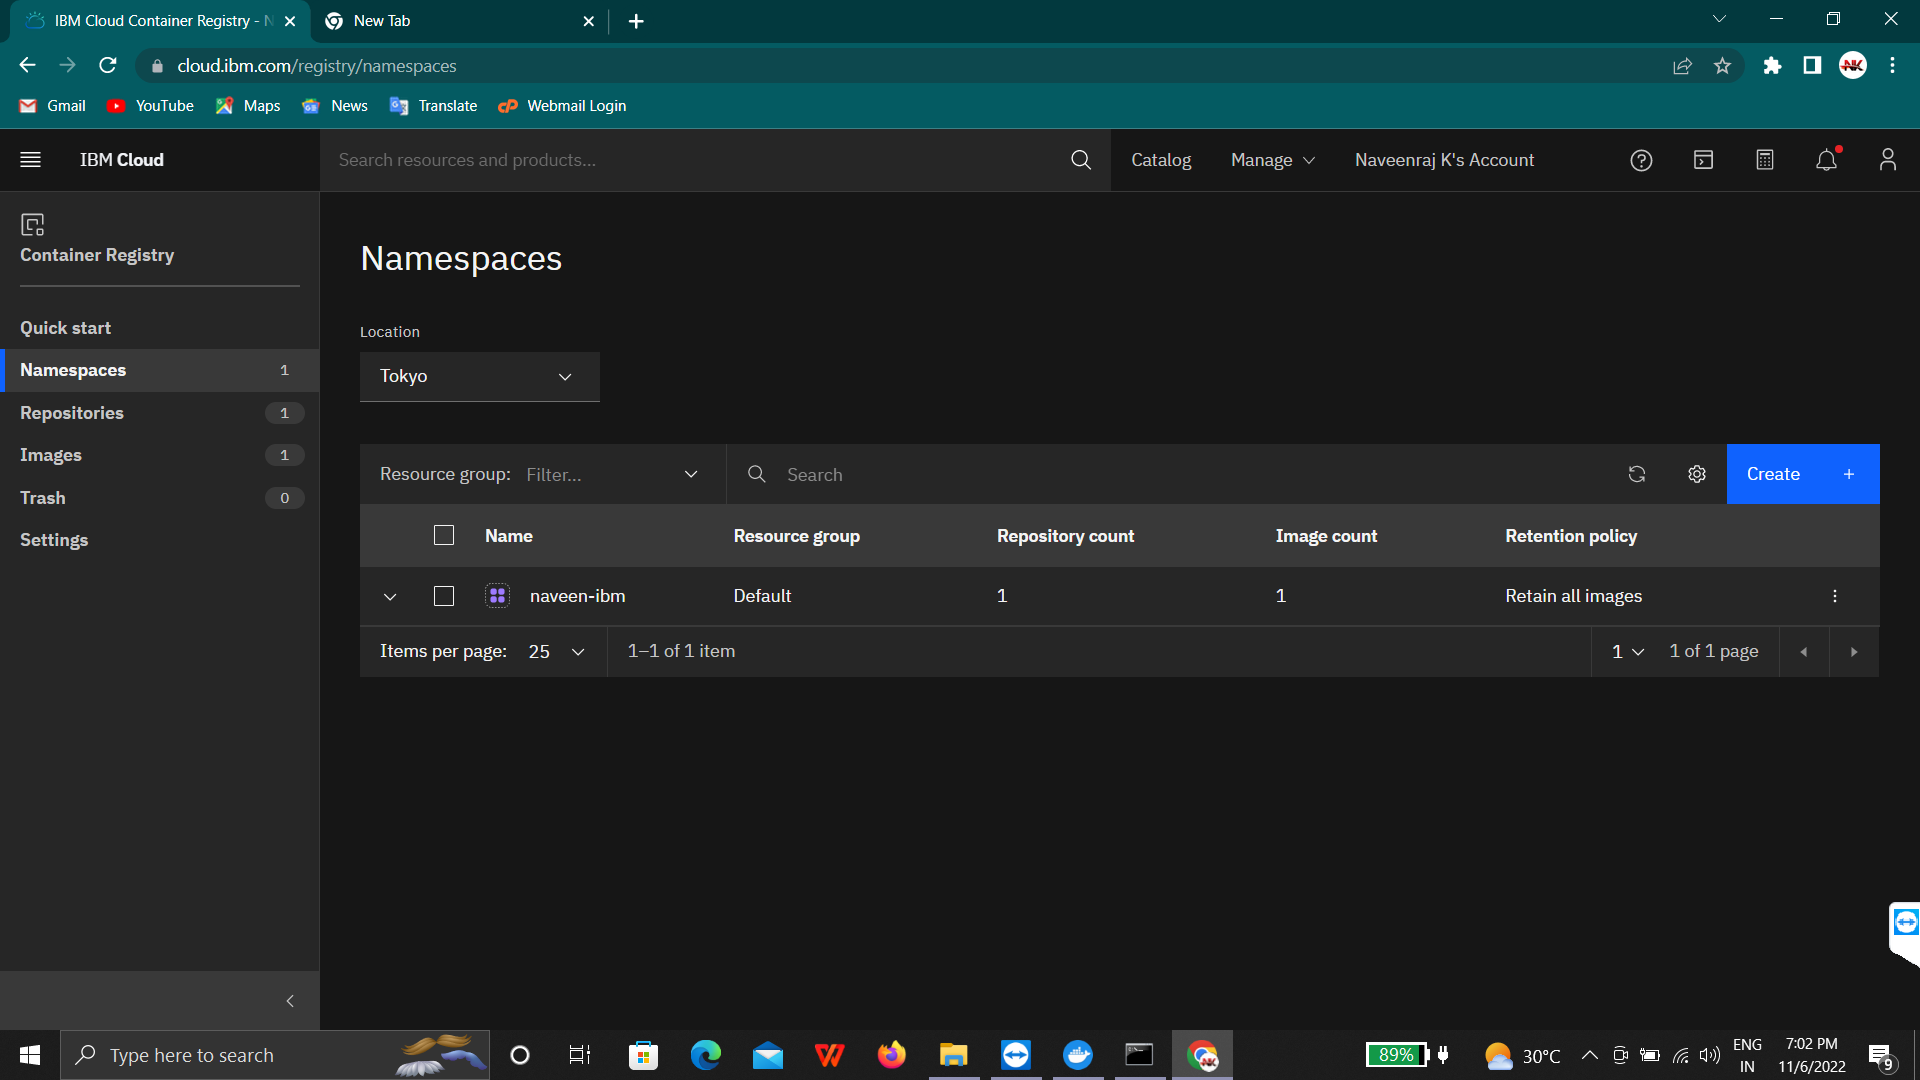 IBM Cloud Container Registry - N
New Tab
cloud.ibm.com/registry/namespaces
NK
Gmail
YouTube
Maps
News
Translate
Webmail Login
IBM Cloud
Search resources and products...
Catalog
Manage
Naveenraj K's Account
Container Registry
Quick start
Namespaces 1
Repositories 1
Images 1
Trash 0
Settings
Namespaces
Location
Tokyo
Resource group: Filter...
Search
Create +
Name Resource group Repository count Image count Retention policy
naveen-ibm Default 1 1 Retain all images
Items per page: 25 1–1 of 1 item 1 1 of 1 page
Type here to search
89%
30°C
ENG
IN
7:02 PM
11/6/2022
9